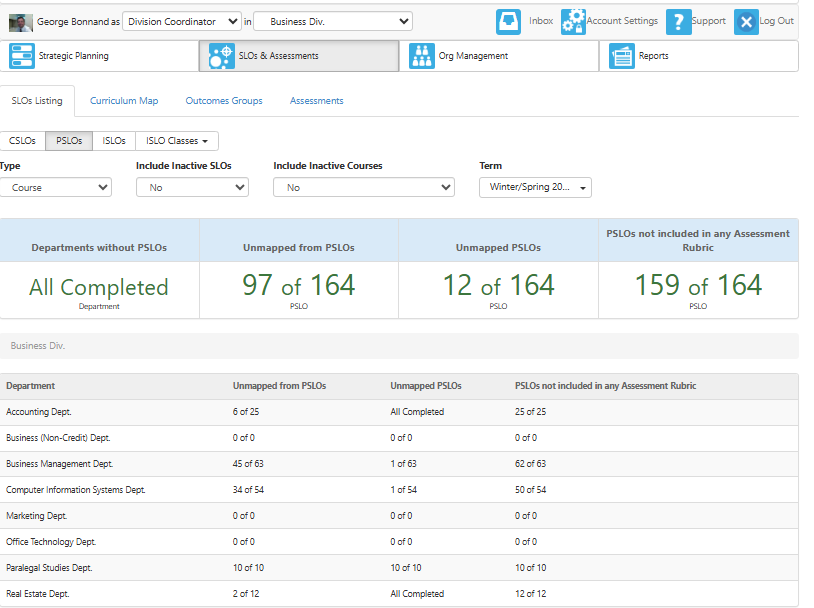 George Bonnand as Division Coordinator in Business Div. Inbox Account Settings Support Log Out
Strategic Planning SLOs & Assessments Org Management Reports
SLOs Listing Curriculum Map Outcomes Groups Assessments
CSLOs PSLOs ISLOs ISLO Classes
Type Include Inactive SLOs Include Inactive Courses Term
Course No No Winter/Spring 20...
Departments without PSLOs Unmapped from PSLOs Unmapped PSLOs PSLOs not included in any Assessment
Rubric
All Completed 97 of 164 12 of 164 159 of 164
Department PSLO PSLO PSLO
Business Div.
Department Unmapped from PSLOs Unmapped PSLOs PSLOs not included in any Assessment Rubric
Accounting Dept. 6 of 25 All Completed 25 of 25
Business (Non-Credit) Dept. 0 of 0 0 of 0 0 of 0
Business Management Dept. 45 of 63 1 of 63 62 of 63
Computer Information Systems Dept. 34 of 54 1 of 54 50 of 54
Marketing Dept. 0 of 0 0 of 0 0 of 0
Office Technology Dept. 0 of 0 0 of 0 0 of 0
Paralegal Studies Dept. 10 of 10 10 of 10 10 of 10
Real Estate Dept. 2 of 12 All Completed 12 of 12